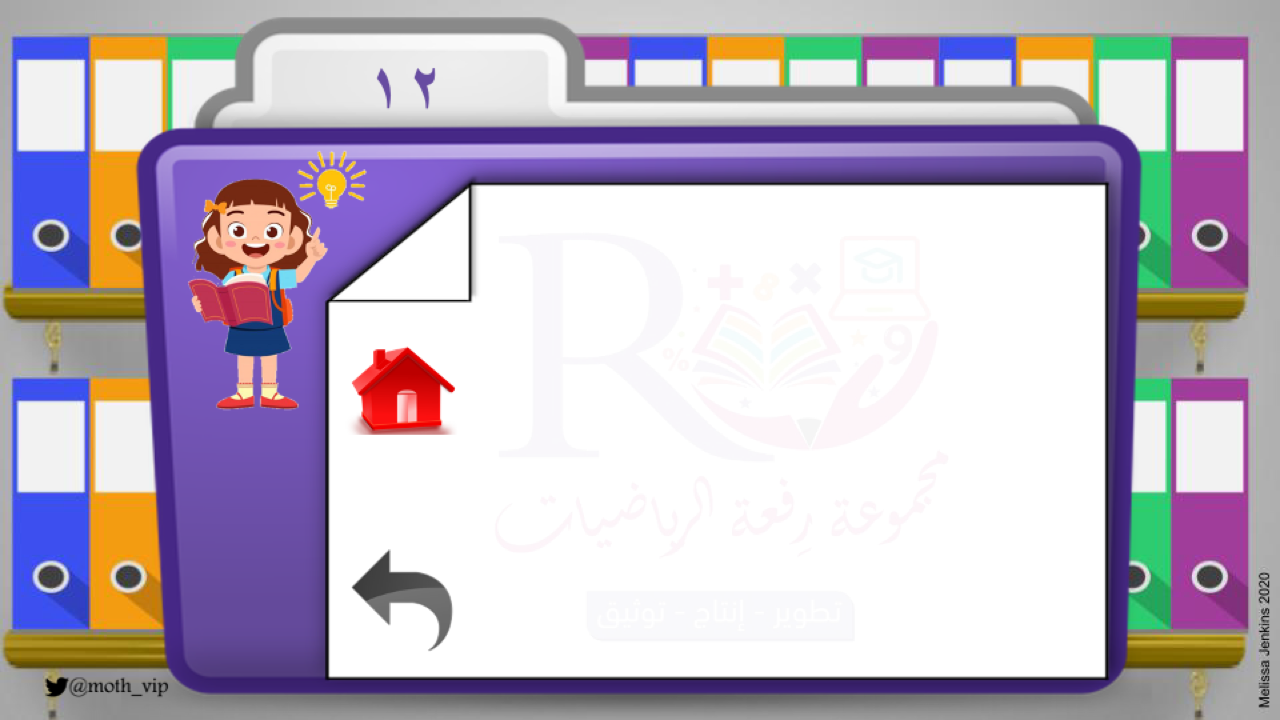 ١٢
مجموعة رفعة الرياضيات
تطوير - إنتاج - توثيق
@moth_vip
Melissa Jenkins 2020